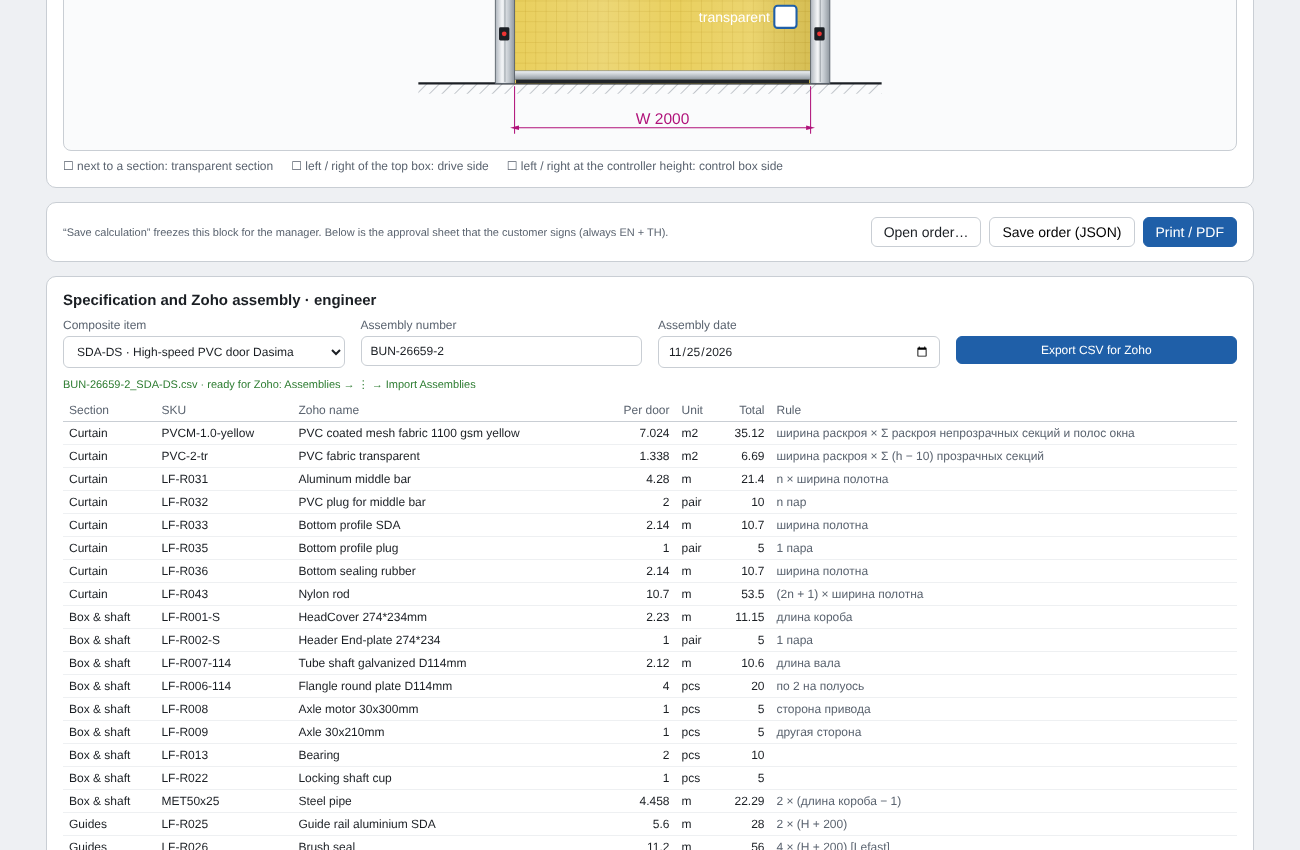 transparent
W 2000
☐ next to a section: transparent section ☐ left / right of the top box: drive side ☐ left / right at the controller height: control box side
“Save calculation” freezes this block for the manager. Below is the approval sheet that the customer signs (always EN + TH).
Open order… Save order (JSON) Print / PDF
Specification and Zoho assembly · engineer
Composite item Assembly number Assembly date
SDA-DS · High-speed PVC door Dasima BUN-26659-2 11/25/2026 Export CSV for Zoho
BUN-26659-2_SDA-DS.csv · ready for Zoho: Assemblies → ⋮ → Import Assemblies
Section SKU Zoho name Per door Unit Total Rule
Curtain PVCM-1.0-yellow PVC coated mesh fabric 1100 gsm yellow 7.024 m2 35.12 ширина раскроя × Σ раскроя непрозрачных секций и полос окна
Curtain PVC-2-tr PVC fabric transparent 1.338 m2 6.69 ширина раскроя × Σ (h − 10) прозрачных секций
Curtain LF-R031 Aluminum middle bar 4.28 m 21.4 n × ширина полотна
Curtain LF-R032 PVC plug for middle bar 2 pair 10 n пар
Curtain LF-R033 Bottom profile SDA 2.14 m 10.7 ширина полотна
Curtain LF-R035 Bottom profile plug 1 pair 5 1 пара
Curtain LF-R036 Bottom sealing rubber 2.14 m 10.7 ширина полотна
Curtain LF-R043 Nylon rod 10.7 m 53.5 (2n + 1) × ширина полотна
Box & shaft LF-R001-S HeadCover 274*234mm 2.23 m 11.15 длина короба
Box & shaft LF-R002-S Header End-plate 274*234 1 pair 5 1 пара
Box & shaft LF-R007-114 Tube shaft galvanized D114mm 2.12 m 10.6 длина вала
Box & shaft LF-R006-114 Flangle round plate D114mm 4 pcs 20 по 2 на полуось
Box & shaft LF-R008 Axle motor 30x300mm 1 pcs 5 сторона привода
Box & shaft LF-R009 Axle 30x210mm 1 pcs 5 другая сторона
Box & shaft LF-R013 Bearing 2 pcs 10
Box & shaft LF-R022 Locking shaft cup 1 pcs 5
Box & shaft MET50x25 Steel pipe 4.458 m 22.29 2 × (длина короба − 1)
Guides LF-R025 Guide rail aluminium SDA 5.6 m 28 2 × (H + 200)
Guides LF-R026 Brush seal 11.2 m 56 4 × (H + 200) [Lefast]